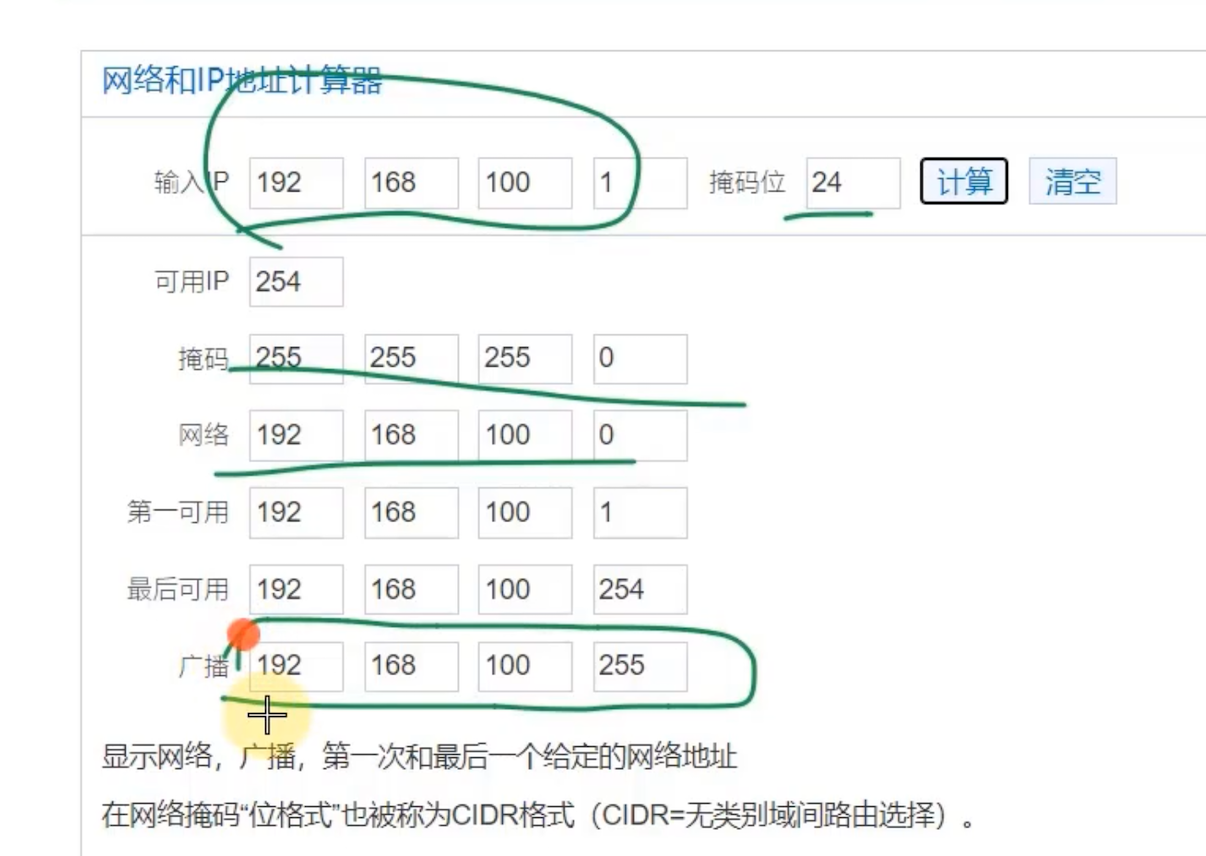 网络和IP地址计算器
输入IP 192 168 100 1 掩码位 24 计算 清空
可用IP 254
掩码 255 255 255 0
网络 192 168 100 0
第一可用 192 168 100 1
最后可用 192 168 100 254
广播 192 168 100 255
显示网络，广播，第一次和最后一个给定的网络地址
在网络掩码“位格式”也被称为CIDR格式（CIDR=无类别域间路由选择）。